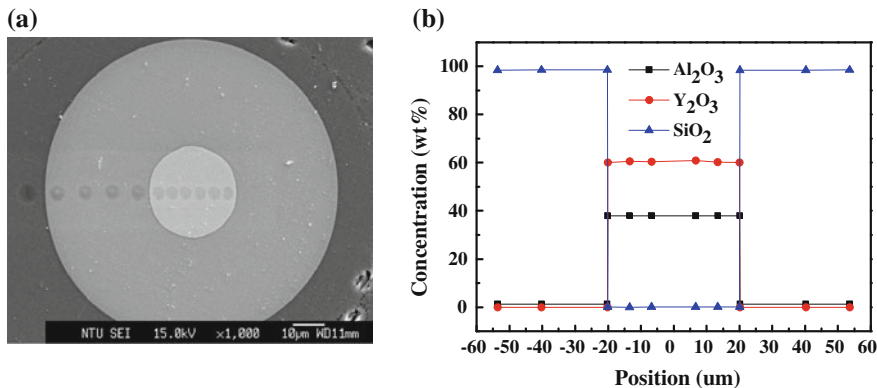 (a)
NTU SEI 15.0kV ×1,000 10µm WD11mm
(b)
Concentration (wt%)
100
80
60
40
20
0
Al₂O₃
Y₂O₃
SiO₂
-60 -50 -40 -30 -20 -10 0 10 20 30 40 50 60
Position (um)